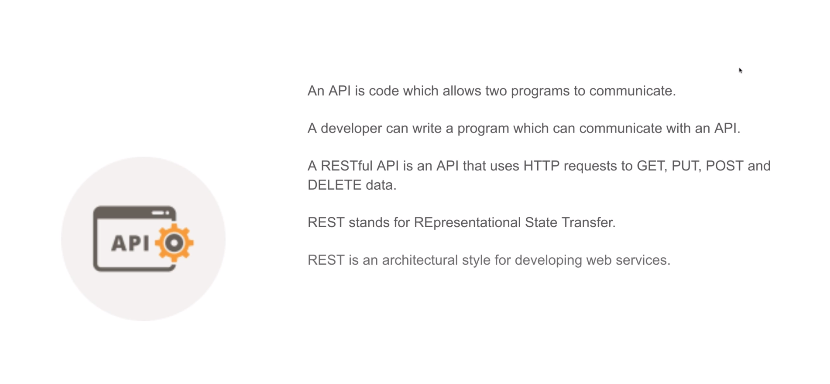 An API is code which allows two programs to communicate.
A developer can write a program which can communicate with an API.
A RESTful API is an API that uses HTTP requests to GET, PUT, POST and
DELETE data.
REST stands for REpresentational State Transfer.
API
REST is an architectural style for developing web services.